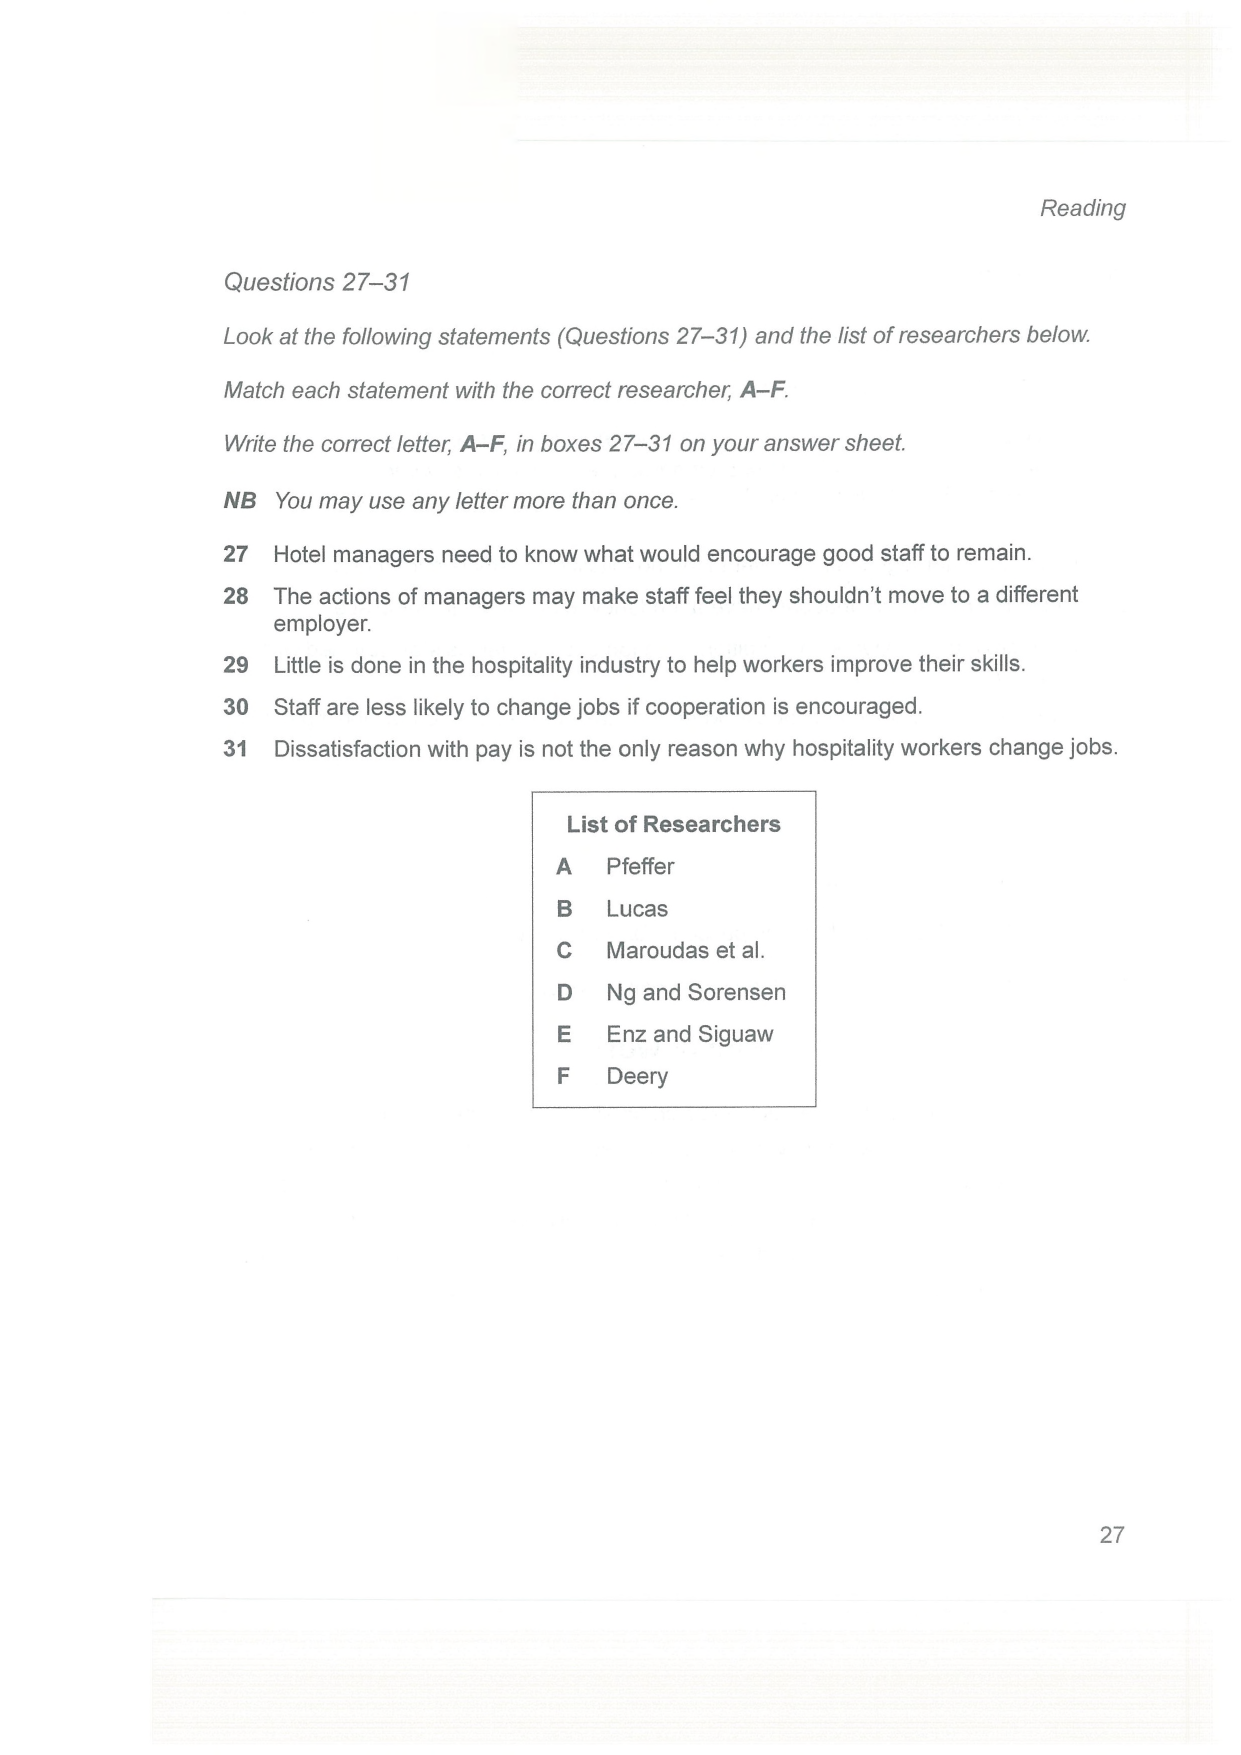 Reading
Questions 27–31
Look at the following statements (Questions 27–31) and the list of researchers below.
Match each statement with the correct researcher, A–F.
Write the correct letter, A–F, in boxes 27–31 on your answer sheet.
NB You may use any letter more than once.
27 Hotel managers need to know what would encourage good staff to remain.
28 The actions of managers may make staff feel they shouldn't move to a different
employer.
29 Little is done in the hospitality industry to help workers improve their skills.
30 Staff are less likely to change jobs if cooperation is encouraged.
31 Dissatisfaction with pay is not the only reason why hospitality workers change jobs.
List of Researchers
A Pfeffer
B Lucas
C Maroudas et al.
D Ng and Sorensen
E Enz and Siguaw
F Deery
27